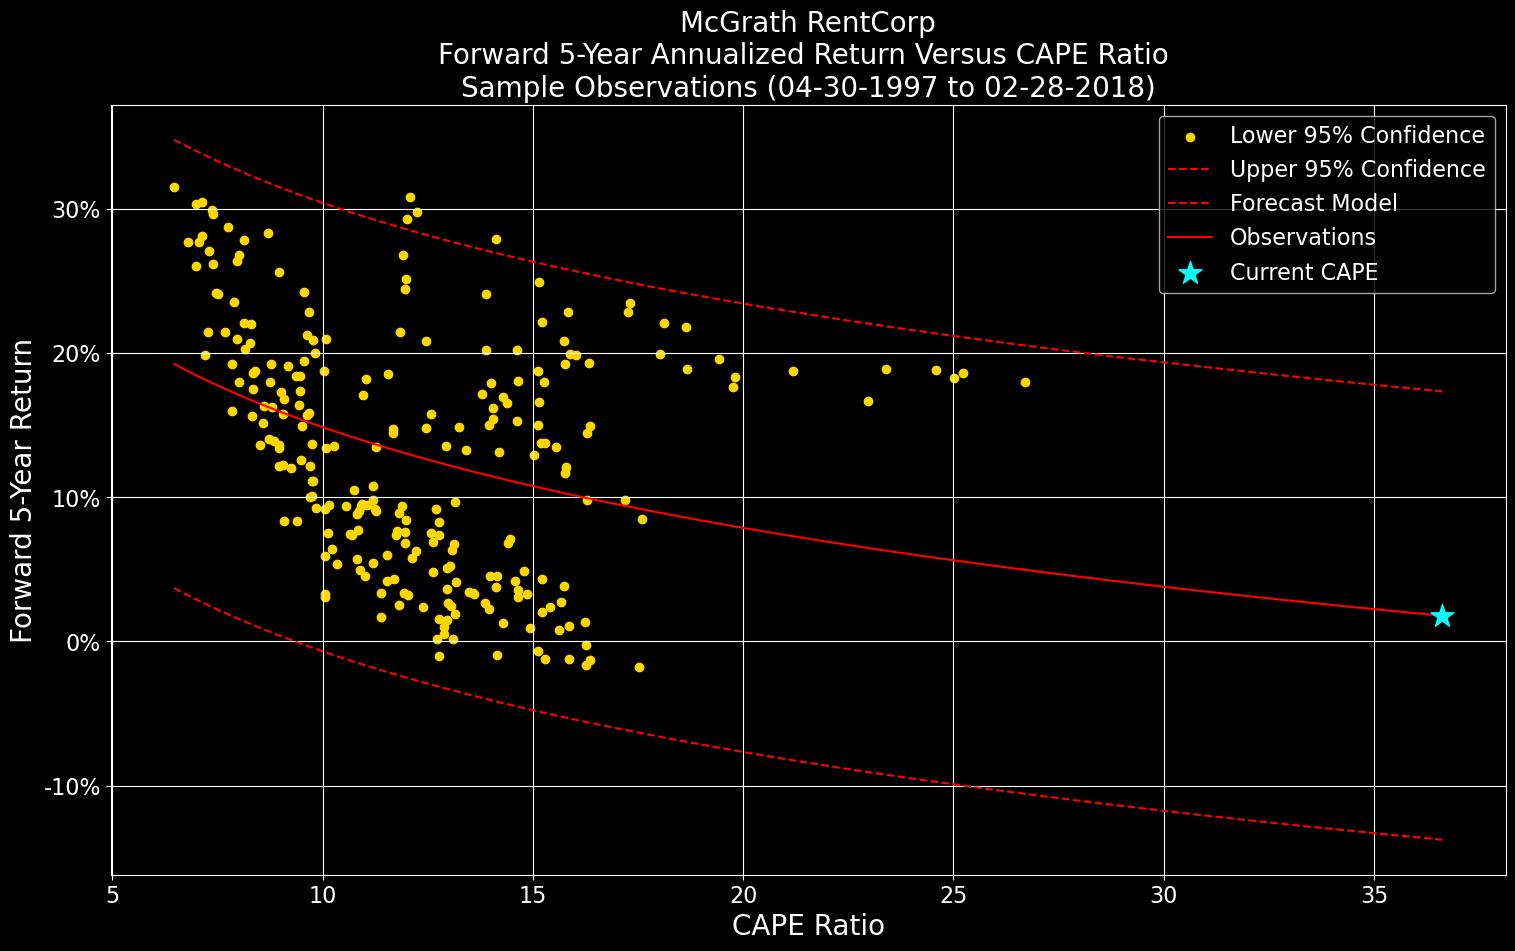 McGrath RentCorp
Forward 5-Year Annualized Return Versus CAPE Ratio
Sample Observations (04-30-1997 to 02-28-2018)
Lower 95% Confidence
Upper 95% Confidence
Forecast Model
Observations
Current CAPE
Forward 5-Year Return
30%
20%
10%
0%
-10%
5 10 15 20 25 30 35
CAPE Ratio